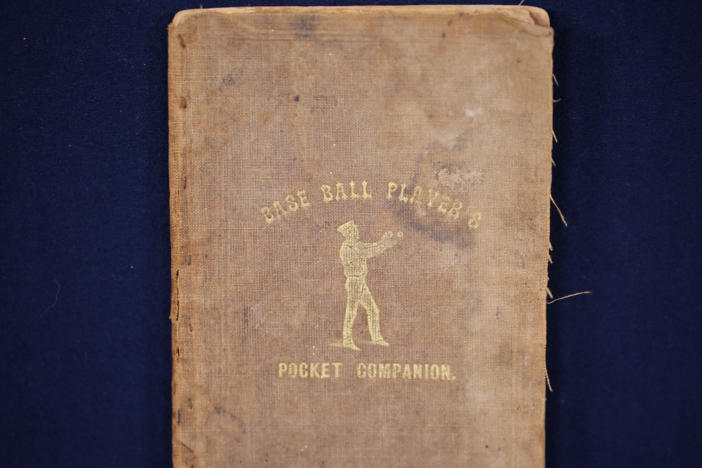 BASE BALL PLAYER'S
POCKET COMPANION.